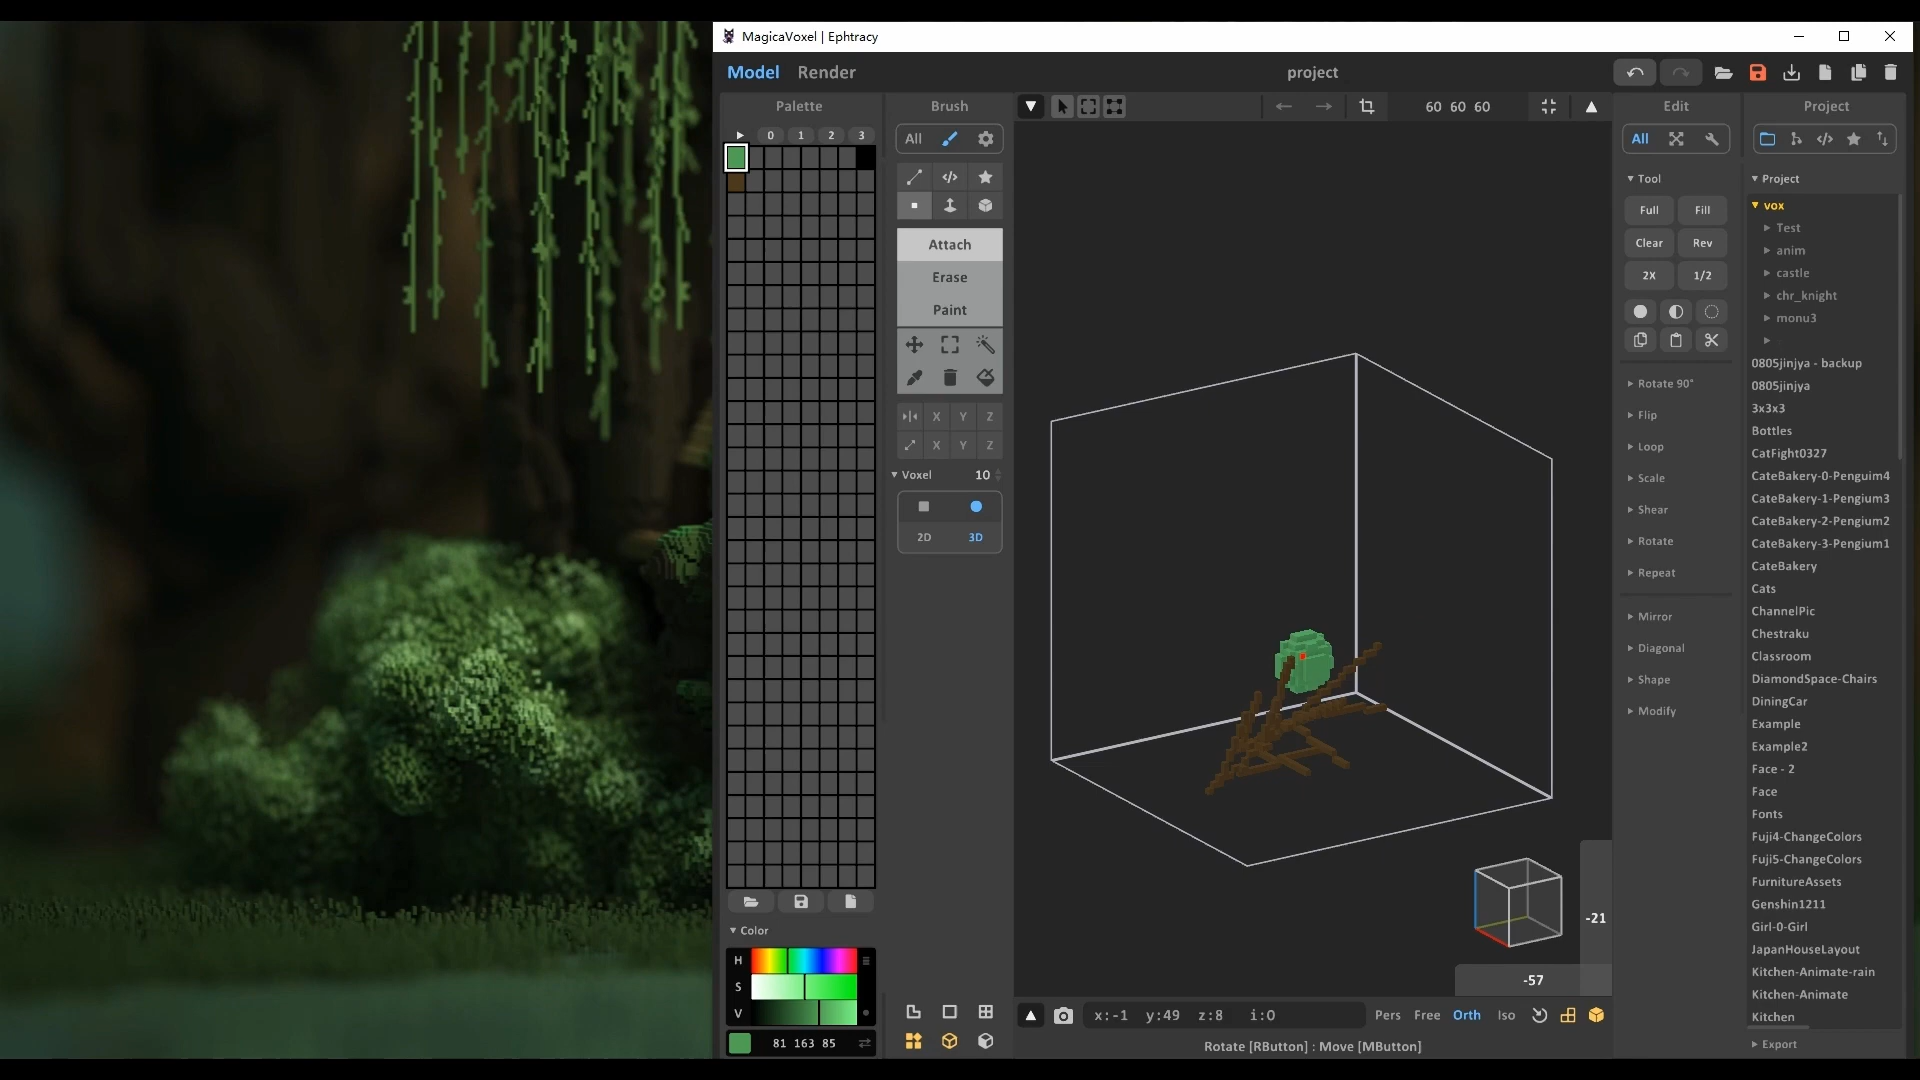 MagicaVoxel | Ephtracy
Model Render project
Palette
0 1 2 3
Color
H
S
V
81 163 85
Brush
All
Attach
Erase
Paint
X Y Z
X Y Z
Voxel 10
2D 3D
60 60 60
-21
-57
x:-1 y:49 z:8 i:0
Pers Free Orth Iso
Rotate [RButton] : Move [MButton]
Edit
All
Tool
Full Fill
Clear Rev
2X 1/2
Rotate 90°
Flip
Loop
Scale
Shear
Rotate
Repeat
Mirror
Diagonal
Shape
Modify
Project
Project
vox
Test
anim
castle
chr_knight
monu3
0805jinjya - backup
0805jinjya
3x3x3
Bottles
CatFight0327
CateBakery-0-Penguim4
CateBakery-1-Pengium3
CateBakery-2-Pengium2
CateBakery-3-Pengium1
CateBakery
Cats
ChannelPic
Chestraku
Classroom
DiamondSpace-Chairs
DiningCar
Example
Example2
Face - 2
Face
Fonts
Fuji4-ChangeColors
Fuji5-ChangeColors
FurnitureAssets
Genshin1211
Girl-0-Girl
JapanHouseLayout
Kitchen-Animate-rain
Kitchen-Animate
Kitchen
Export